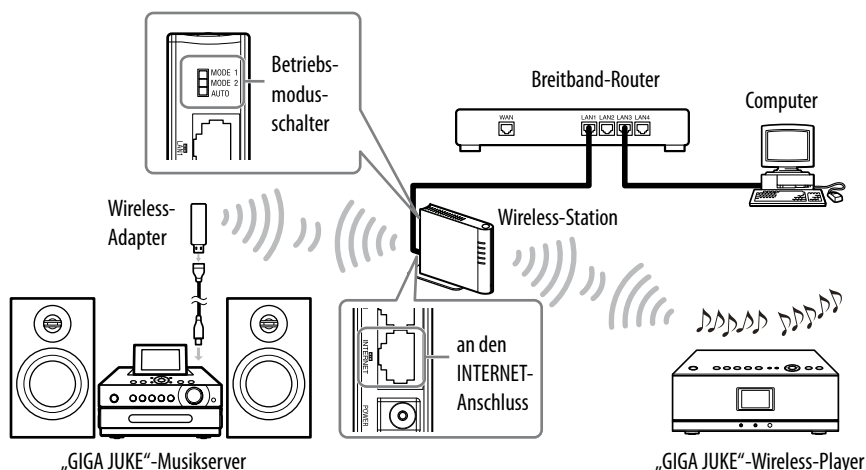 MODE 1
MODE 2
AUTO
LAN1
Betriebs-
modus-
schalter
Breitband-Router
WAN
LAN1 LAN2 LAN3 LAN4
Computer
Wireless-
Adapter
Wireless-Station
INTERNET
POWER
an den
INTERNET-
Anschluss
„GIGA JUKE“-Musikserver
„GIGA JUKE“-Wireless-Player